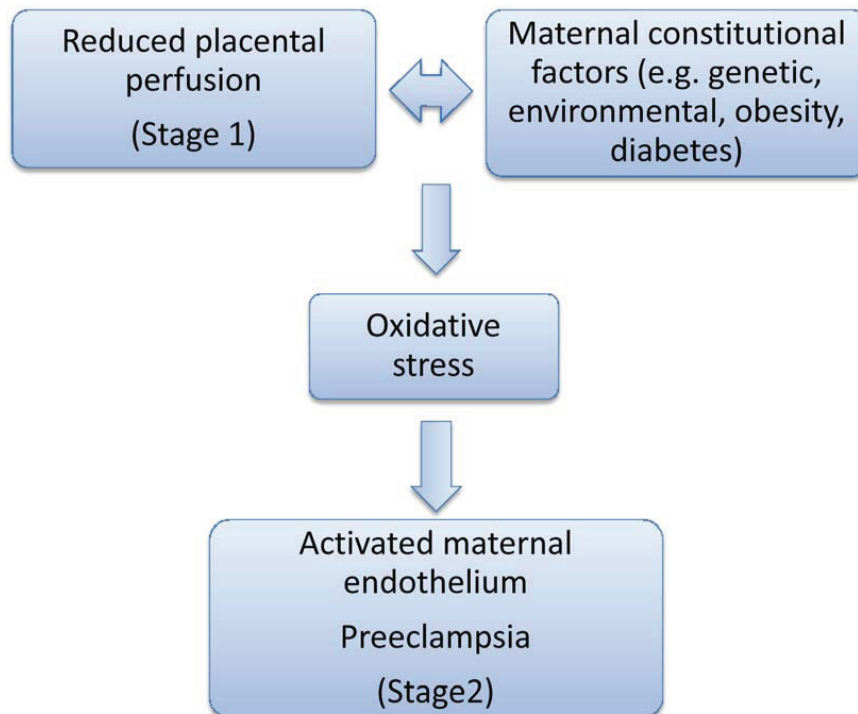 Reduced placental
perfusion
(Stage 1)
Maternal constitutional
factors (e.g. genetic,
environmental, obesity,
diabetes)
Oxidative
stress
Activated maternal
endothelium
Preeclampsia
(Stage2)